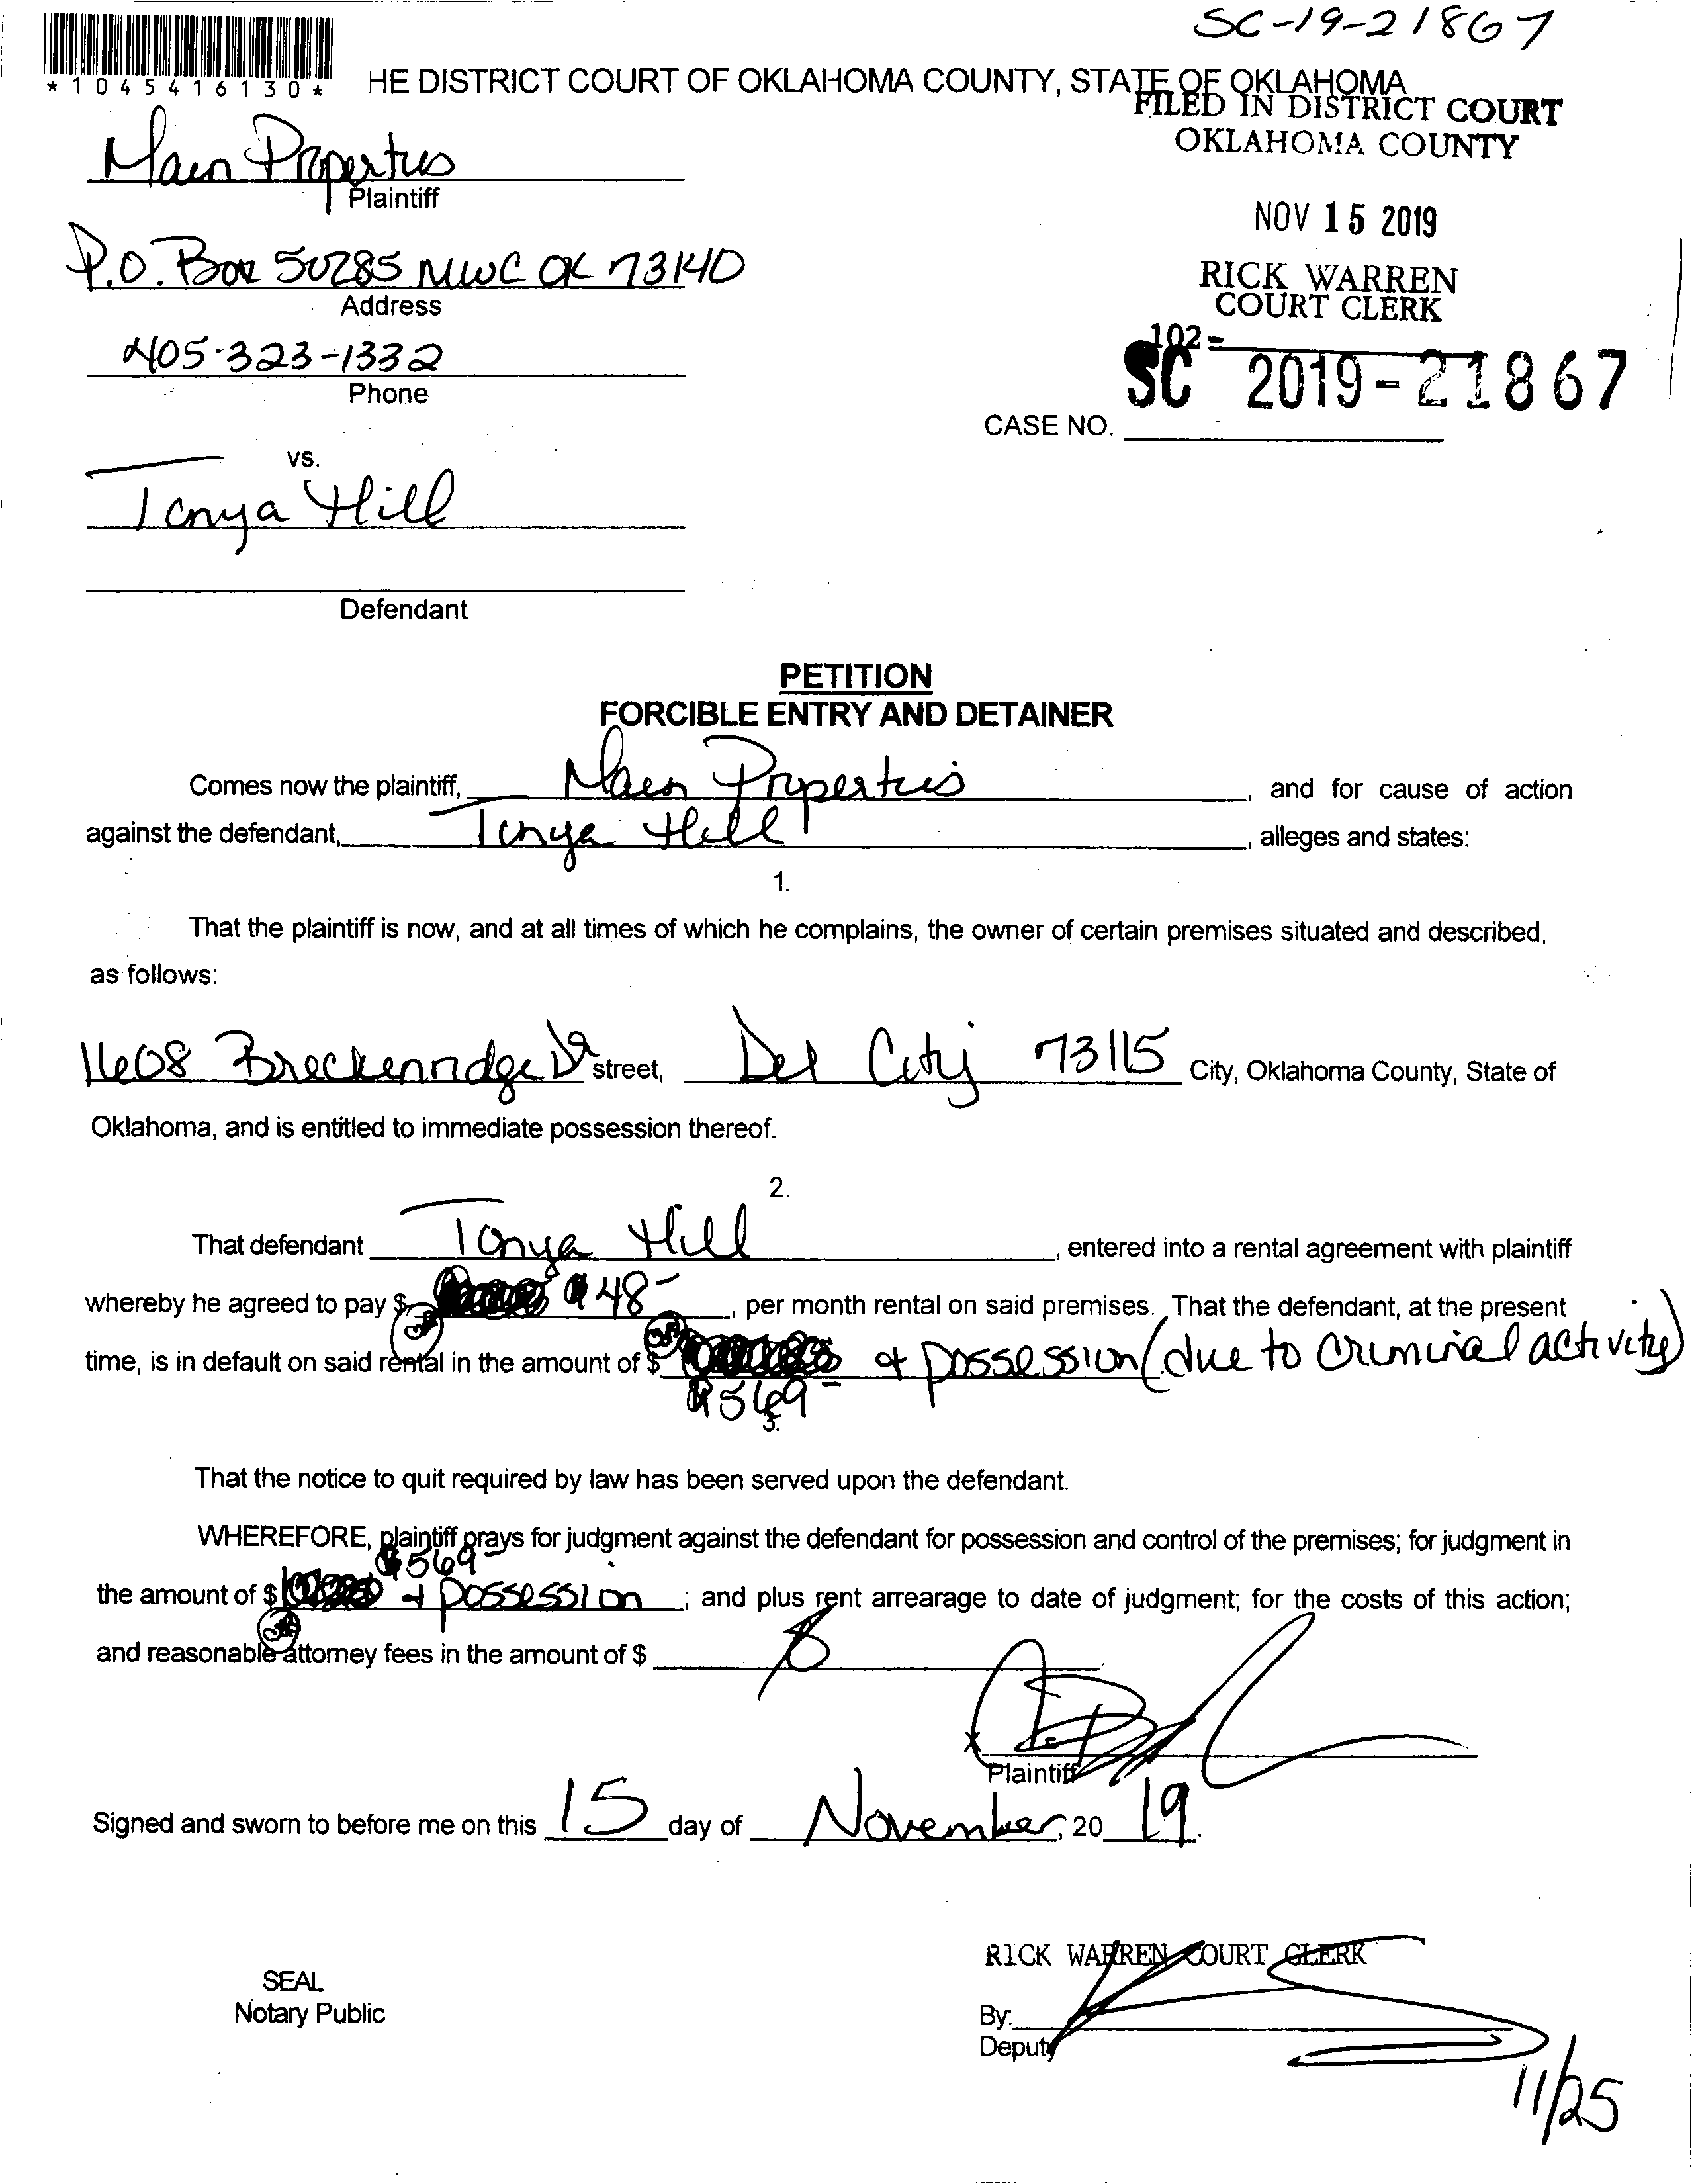 SC-19-21867
*1045416130*
HE DISTRICT COURT OF OKLAHOMA COUNTY, STATE OF OKLAHOMA
FILED IN DISTRICT COURT
OKLAHOMA COUNTY
Properties
Plaintiff
NOV 15 2019
P.O. Box 50285 MWC OK 73140
Address
RICK WARREN
COURT CLERK
405-323-1332
Phone
102-
SC 2019-21867
CASE NO.
vs.
Tonya Hill
Defendant
PETITION
FORCIBLE ENTRY AND DETAINER
Comes now the plaintiff, Properties, and for cause of action
against the defendant, Tonya Hill, alleges and states:
1.
That the plaintiff is now, and at all times of which he complains, the owner of certain premises situated and described,
as follows:
1608 Breckenridge Dr street, Del City 73115 City, Oklahoma County, State of
Oklahoma, and is entitled to immediate possession thereof.
2.
That defendant Tonya Hill, entered into a rental agreement with plaintiff
whereby he agreed to pay $ $48-, per month rental on said premises. That the defendant, at the present
time, is in default on said rental in the amount of $ + possession (due to criminal activity)
$569-
3.
That the notice to quit required by law has been served upon the defendant.
WHEREFORE, plaintiff prays for judgment against the defendant for possession and control of the premises; for judgment in
$569-
the amount of $ + possession; and plus rent arrearage to date of judgment; for the costs of this action;
and reasonable attorney fees in the amount of $
X
Plaintiff
Signed and sworn to before me on this 15 day of November, 20 19.
RICK WARREN COURT CLERK
SEAL
Notary Public
By:
Deputy
11/25